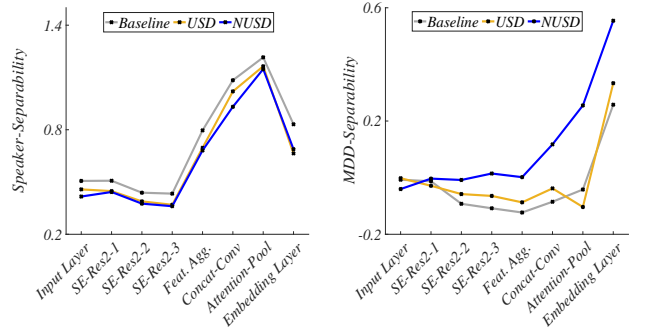 Speaker-Separability
1.4
0.8
0.2
Baseline USD NUSD
Input Layer
SE-Res2-1
SE-Res2-2
SE-Res2-3
Feat. Agg.
Concat-Conv
Attention-Pool
Embedding Layer
MDD-Separability
0.6
0.2
-0.2
Baseline USD NUSD
Input Layer
SE-Res2-1
SE-Res2-2
SE-Res2-3
Feat. Agg.
Concat-Conv
Attention-Pool
Embedding Layer